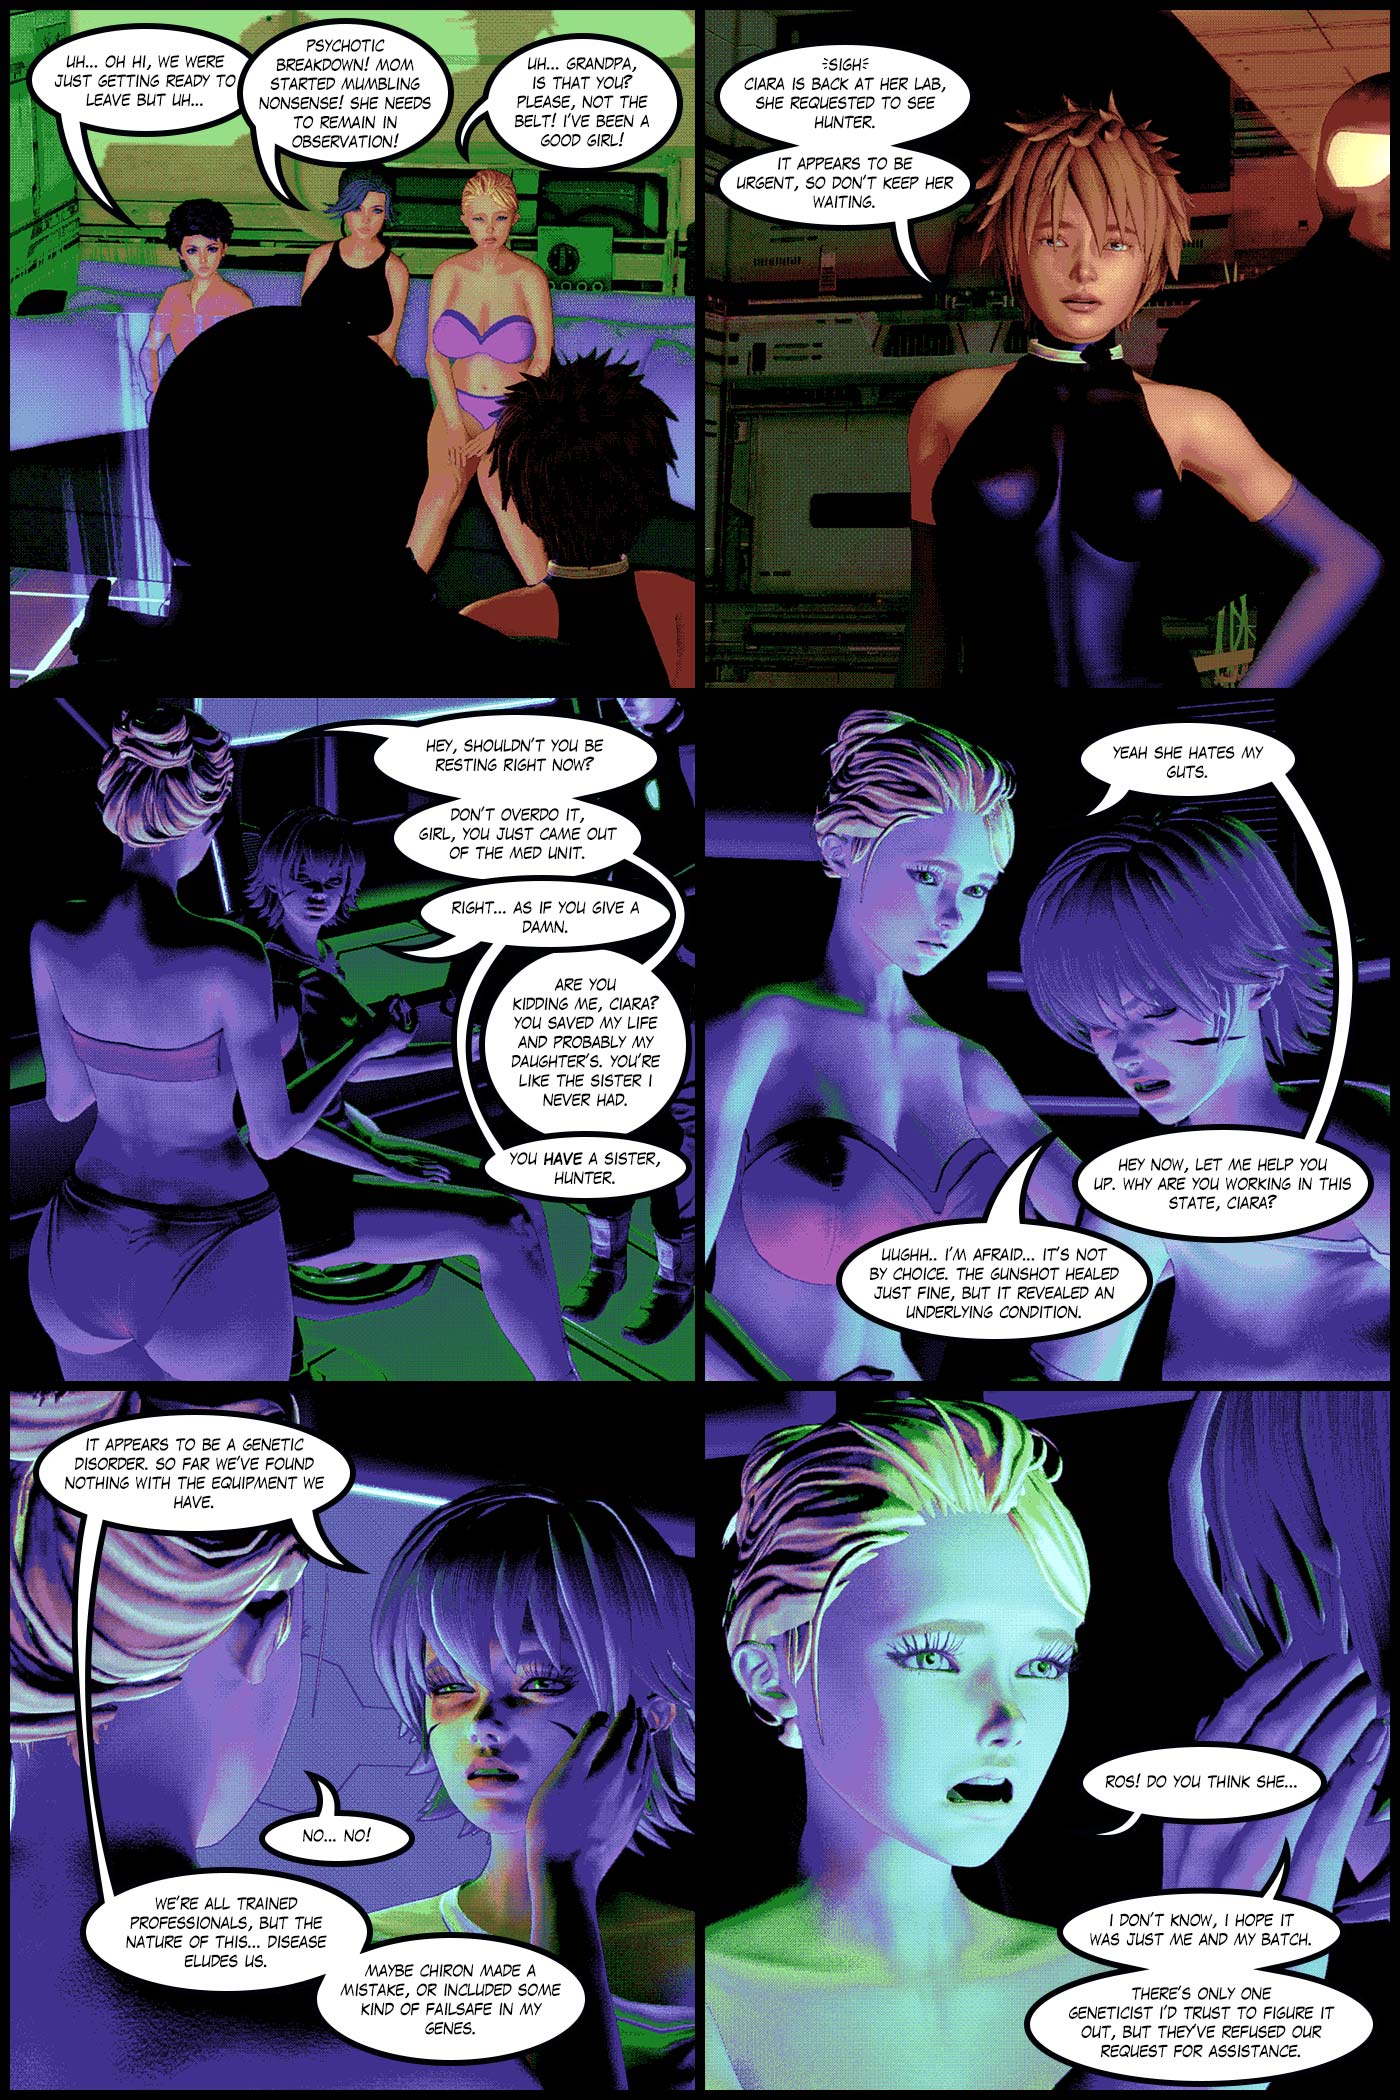 UH... OH HI, WE WERE
JUST GETTING READY TO
LEAVE BUT UH...
PSYCHOTIC
BREAKDOWN! MOM
STARTED MUMBLING
NONSENSE! SHE NEEDS
TO REMAIN IN
OBSERVATION!
UH... GRANDPA,
IS THAT YOU?
PLEASE, NOT THE
BELT! I'VE BEEN A
GOOD GIRL!
SIGH
CIARA IS BACK AT HER LAB,
SHE REQUESTED TO SEE
HUNTER.
IT APPEARS TO BE
URGENT, SO DON'T KEEP HER
WAITING.
HEY, SHOULDN'T YOU BE
RESTING RIGHT NOW?
DON'T OVERDO IT,
GIRL, YOU JUST CAME OUT
OF THE MED UNIT.
RIGHT... AS IF YOU GIVE A
DAMN.
ARE YOU
KIDDING ME, CIARA?
YOU SAVED MY LIFE
AND PROBABLY MY
DAUGHTER'S. YOU'RE
LIKE THE SISTER I
NEVER HAD.
YOU HAVE A SISTER,
HUNTER.
YEAH SHE HATES MY
GUTS.
HEY NOW, LET ME HELP YOU
UP. WHY ARE YOU WORKING IN THIS
STATE, CIARA?
UUGHH.. I'M AFRAID... IT'S NOT
BY CHOICE. THE GUNSHOT HEALED
JUST FINE, BUT IT REVEALED AN
UNDERLYING CONDITION.
IT APPEARS TO BE A GENETIC
DISORDER. SO FAR WE'VE FOUND
NOTHING WITH THE EQUIPMENT WE
HAVE.
NO... NO!
WE'RE ALL TRAINED
PROFESSIONALS, BUT THE
NATURE OF THIS... DISEASE
ELUDES US.
MAYBE CHIRON MADE A
MISTAKE, OR INCLUDED SOME
KIND OF FAILSAFE IN MY
GENES.
ROS! DO YOU THINK SHE...
I DON'T KNOW, I HOPE IT
WAS JUST ME AND MY BATCH.
THERE'S ONLY ONE
GENETICIST I'D TRUST TO FIGURE IT
OUT, BUT THEY'VE REFUSED OUR
REQUEST FOR ASSISTANCE.